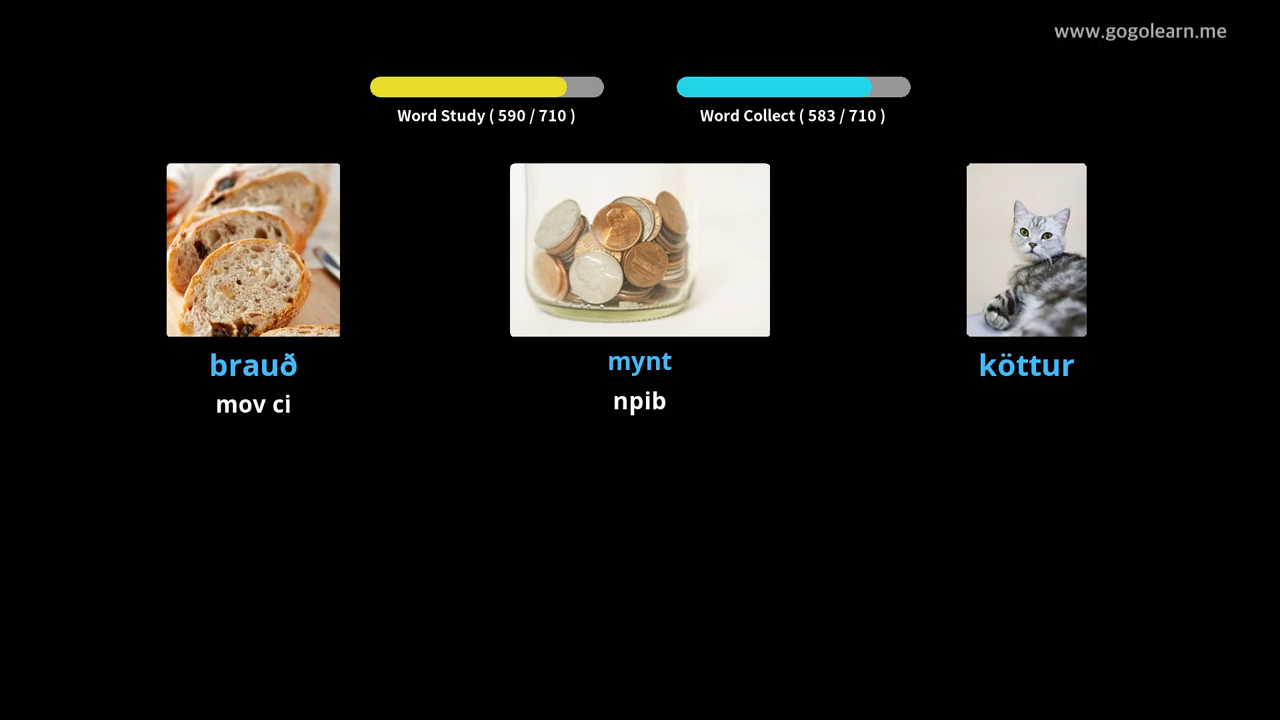 www.gogolearn.me
Word Study ( 590 / 710 )
Word Collect ( 583 / 710 )
brauð
mov ci
mynt
npib
köttur